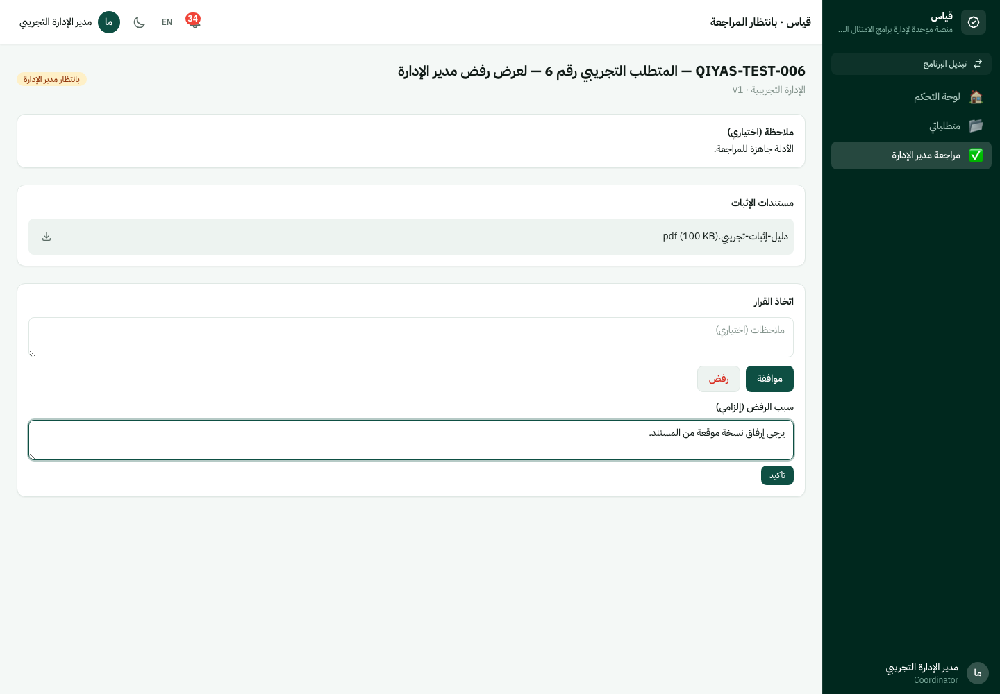 قياس
منصة موحدة لإدارة برامج الامتثال الـ...
تبديل البرنامج
لوحة التحكم
متطلباتي
مراجعة مدير الإدارة
ما
مدير الإدارة التجريبي
Coordinator
قياس · بانتظار المراجعة
34
EN
ما
مدير الإدارة التجريبي
QIYAS-TEST-006 — المتطلب التجريبي رقم 6 — لعرض رفض مدير الإدارة
بانتظار مدير الإدارة
الإدارة التجريبية · v1
ملاحظة (اختياري)
الأدلة جاهزة للمراجعة.
مستندات الإثبات
دليل-إثبات-تجريبي.pdf (100 KB)
اتخاذ القرار
ملاحظات (اختياري)
موافقة
رفض
سبب الرفض (إلزامي)
يرجى إرفاق نسخة موقعة من المستند.
تأكيد